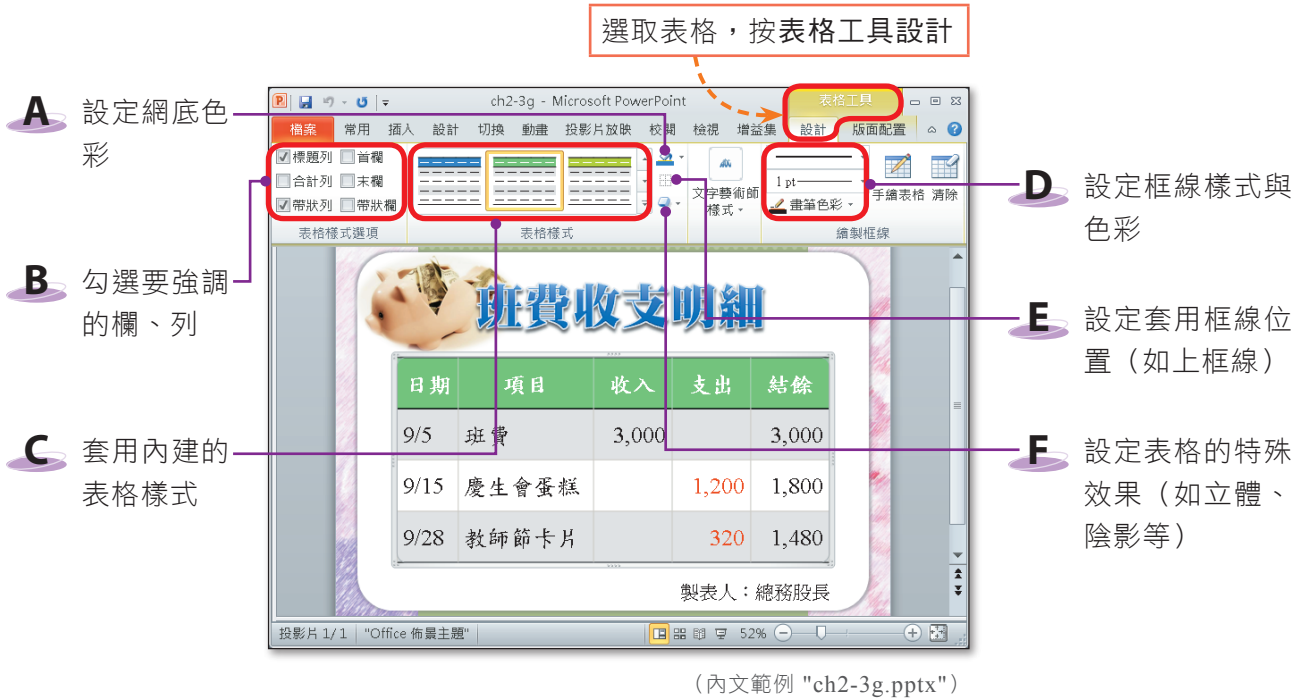 選取表格，按表格工具設計
A 設定網底色
彩
B 勾選要強調
的欄、列
C 套用內建的
表格樣式
ch2-3g - Microsoft PowerPoint
表格工具
檔案 常用 插入 設計 切換 動畫 投影片放映 校閱 檢視 增益集 設計 版面配置
標題列 首欄
合計列 末欄
帶狀列 帶狀欄
表格樣式選項
表格樣式
文字藝術師
樣式
1 pt
畫筆色彩
手繪表格 清除
繪製框線
班費收支明細
日期 項目 收入 支出 結餘
9/5 班費 3,000 3,000
9/15 慶生會蛋糕 1,200 1,800
9/28 教師節卡片 320 1,480
製表人：總務股長
投影片 1/1 "Office 佈景主題" 52%
D 設定框線樣式與
色彩
E 設定套用框線位
置（如上框線）
F 設定表格的特殊
效果（如立體、
陰影等）
（內文範例 "ch2-3g.pptx"）